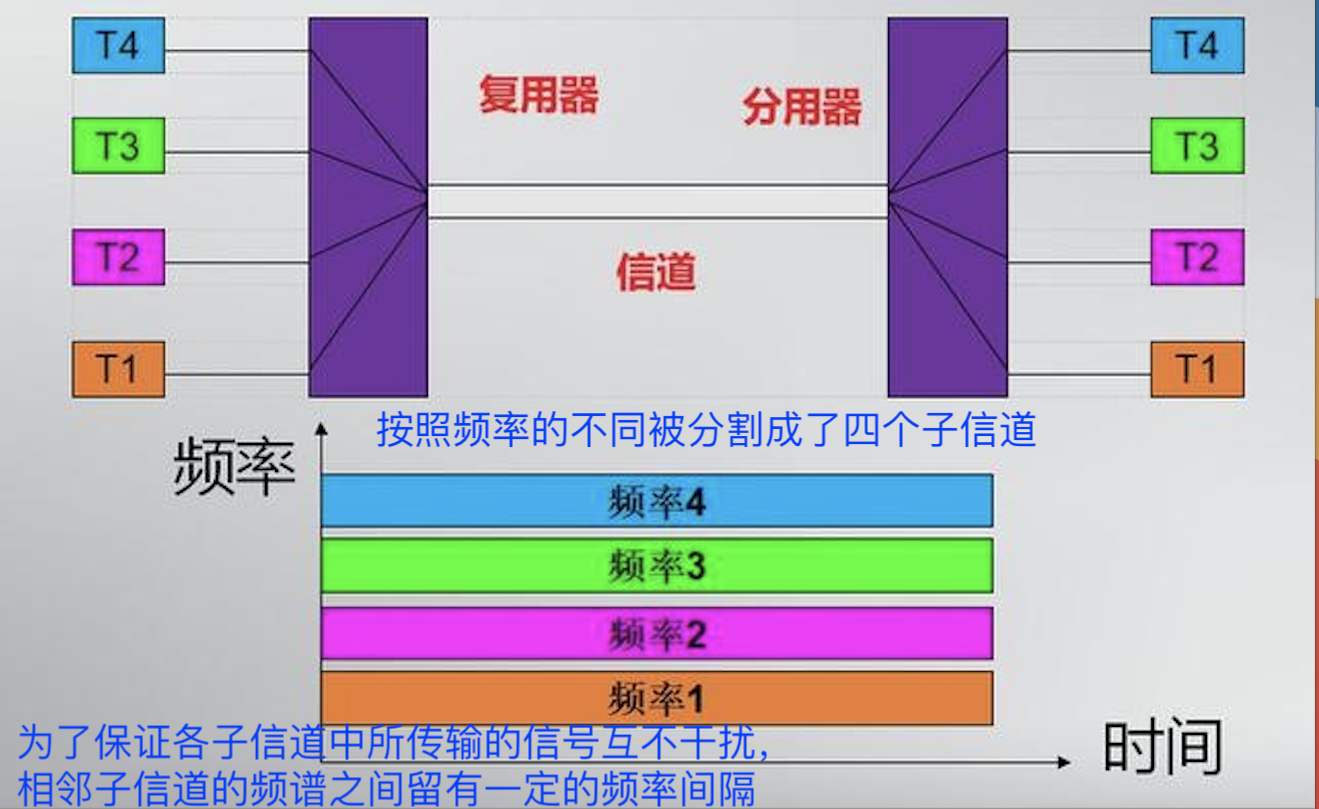 T4
T4
复用器
分用器
T3
T3
T2
T2
信道
T1
T1
按照频率的不同被分割成了四个子信道
频率
频率4
频率3
频率2
频率1
时间
为了保证各子信道中所传输的信号互不干扰，
相邻子信道的频谱之间留有一定的频率间隔